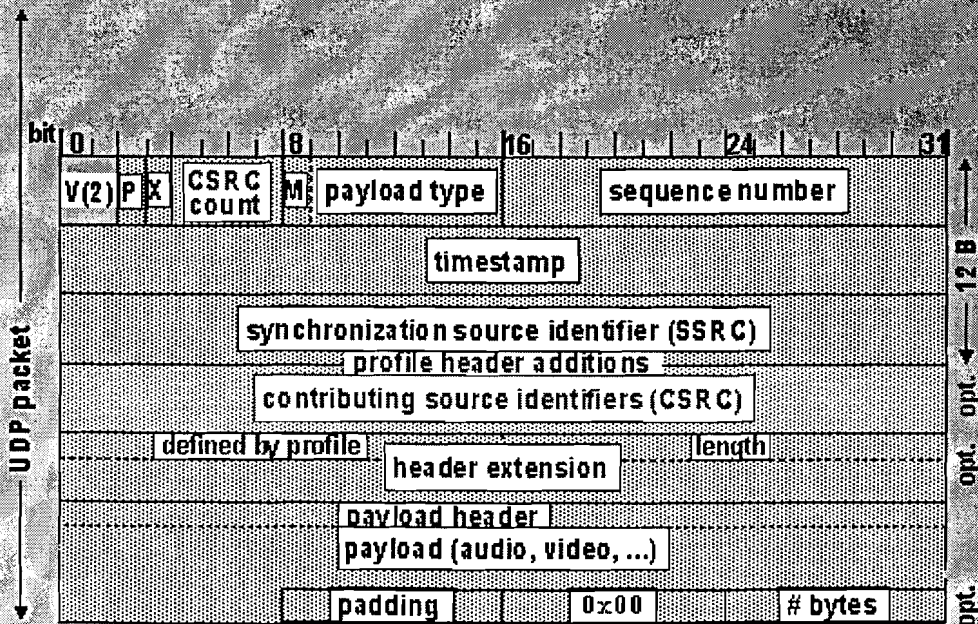 bit 0 8 16 24 31
V(2) P X CSRC count M payload type sequence number
timestamp
12 B
synchronization source identifier (SSRC)
profile header additions
opt.
contributing source identifiers (CSRC)
UDP packet
defined by profile length
header extension
opt.
payload header
payload (audio, video, ...)
padding 0x00 # bytes
opt.